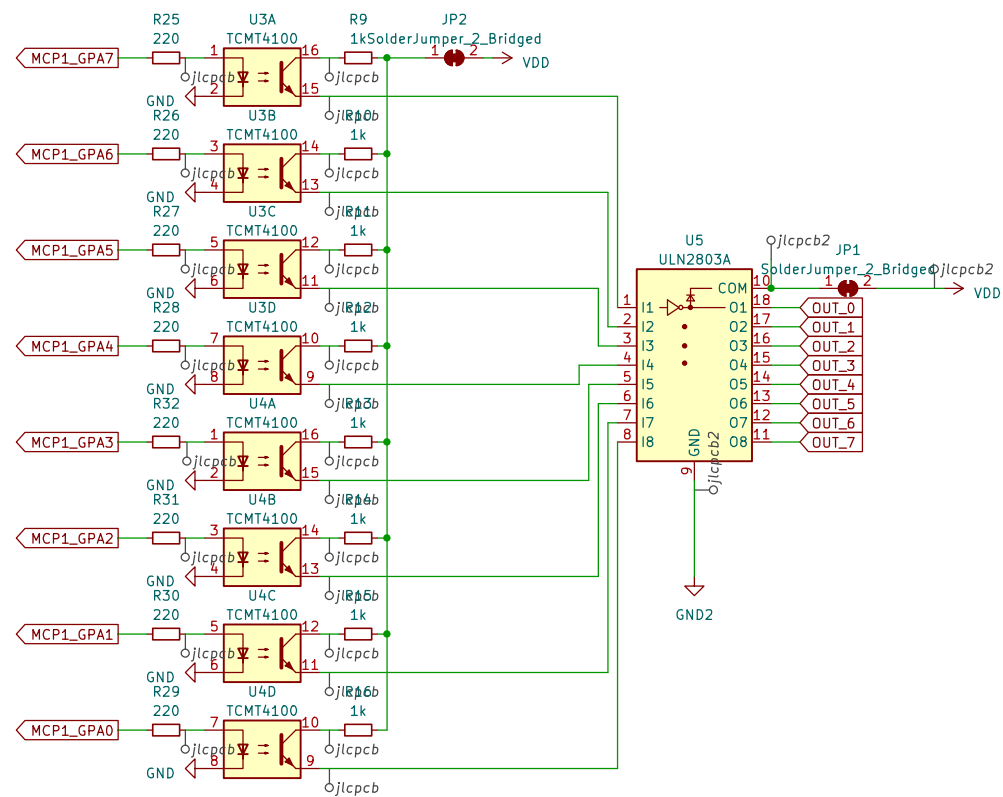 R25 U3A R9 JP2
220 TCMT4100 1k SolderJumper_2_Bridged
MCP1_GPA7 1 16 1 2 VDD
jlcpcb jlcpcb
GND 2 15
R26 U3B jlcpcb R10
220 TCMT4100 1k
MCP1_GPA6 3 14
jlcpcb jlcpcb
GND 4 13
R27 U3C jlcpcb R11
220 TCMT4100 1k
MCP1_GPA5 5 12
jlcpcb jlcpcb
GND 6 11
R28 U3D jlcpcb R12
220 TCMT4100 1k
MCP1_GPA4 7 10
jlcpcb jlcpcb
GND 8 9
R32 U4A jlcpcb R13
220 TCMT4100 1k
MCP1_GPA3 1 16
jlcpcb jlcpcb
GND 2 15
R31 U4B jlcpcb R14
220 TCMT4100 1k
MCP1_GPA2 3 14
jlcpcb jlcpcb
GND 4 13
R30 U4C jlcpcb R15
220 TCMT4100 1k
MCP1_GPA1 5 12
jlcpcb jlcpcb
GND 6 11
R29 U4D jlcpcb R16
220 TCMT4100 1k
MCP1_GPA0 7 10
jlcpcb jlcpcb
GND 8 9
jlcpcb
U5 jlcpcb2 JP1
ULN2803A SolderJumper_2_Bridged jlcpcb2
COM 10 1 2 VDD
1 I1 O1 18 OUT_0
2 I2 O2 17 OUT_1
3 I3 O3 16 OUT_2
4 I4 O4 15 OUT_3
5 I5 O5 14 OUT_4
6 I6 O6 13 OUT_5
7 I7 O7 12 OUT_6
8 I8 O8 11 OUT_7
GND
9 jlcpcb2
GND2